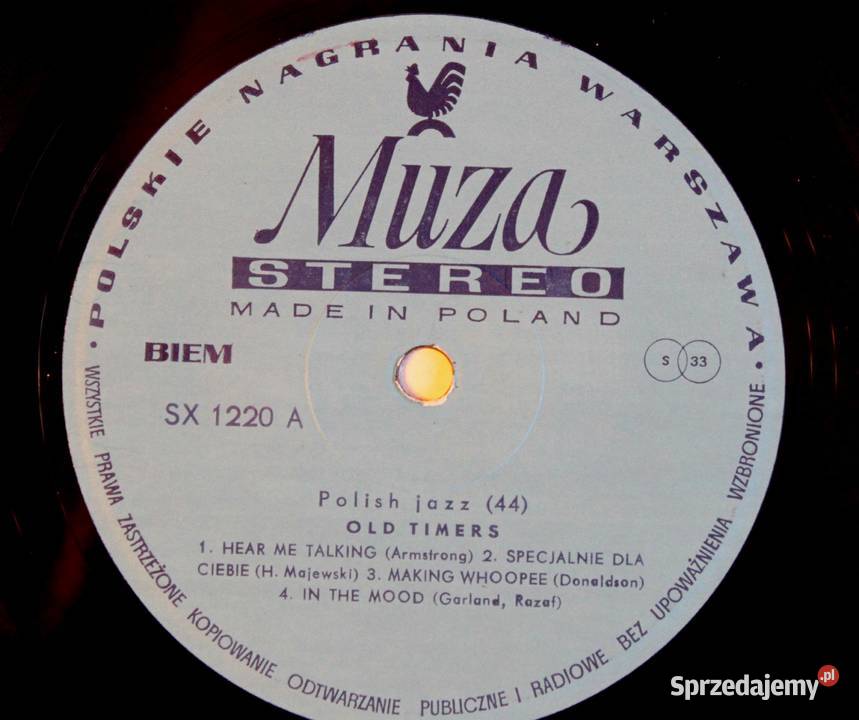 • POLSKIE NAGRANIA WARSZAWA •
Muza
STEREO
MADE IN POLAND
BIEM
S 33
SX 1220 A
Polish jazz (44)
OLD TIMERS
1. HEAR ME TALKING (Armstrong) 2. SPECJALNIE DLA
CIEBIE (H. Majewski) 3. MAKING WHOOPEE (Donaldson)
4. IN THE MOOD (Garland, Razaf)
WSZYSTKIE PRAWA ZASTRZEŻONE KOPIOWANIE ODTWARZANIE PUBLICZNE I RADIOWE BEZ UPOWAŻNIENIA WZBRONIONE
Sprzedajemy.pl